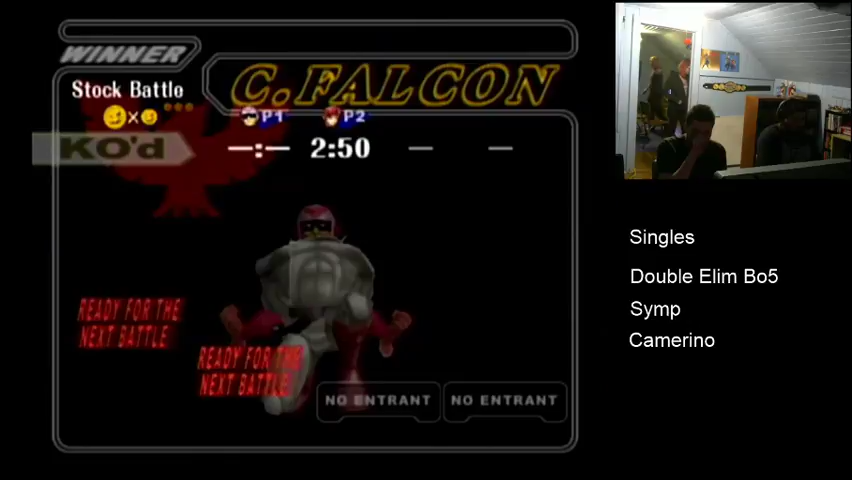 WINNER
Stock Battle
C.FALCON
×
P1 P2
KO'd
–:– 2:50 – –
READY FOR THE
NEXT BATTLE
READY FOR THE
NEXT BATTLE
NO ENTRANT NO ENTRANT
Singles
Double Elim Bo5
Symp
Camerino